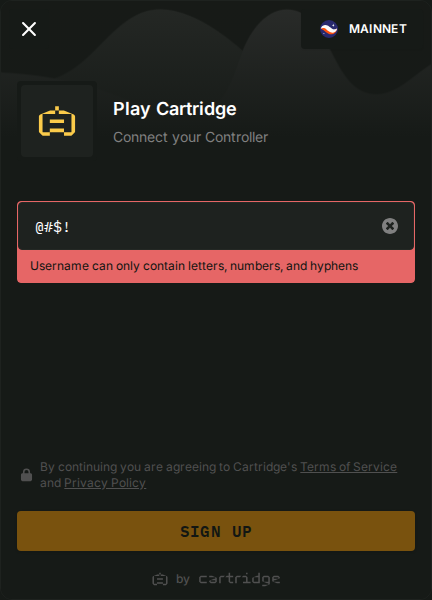 MAINNET
Play Cartridge
Connect your Controller
@#$!
Username can only contain letters, numbers, and hyphens
By continuing you are agreeing to Cartridge's Terms of Service
and Privacy Policy
SIGN UP
by cartridge